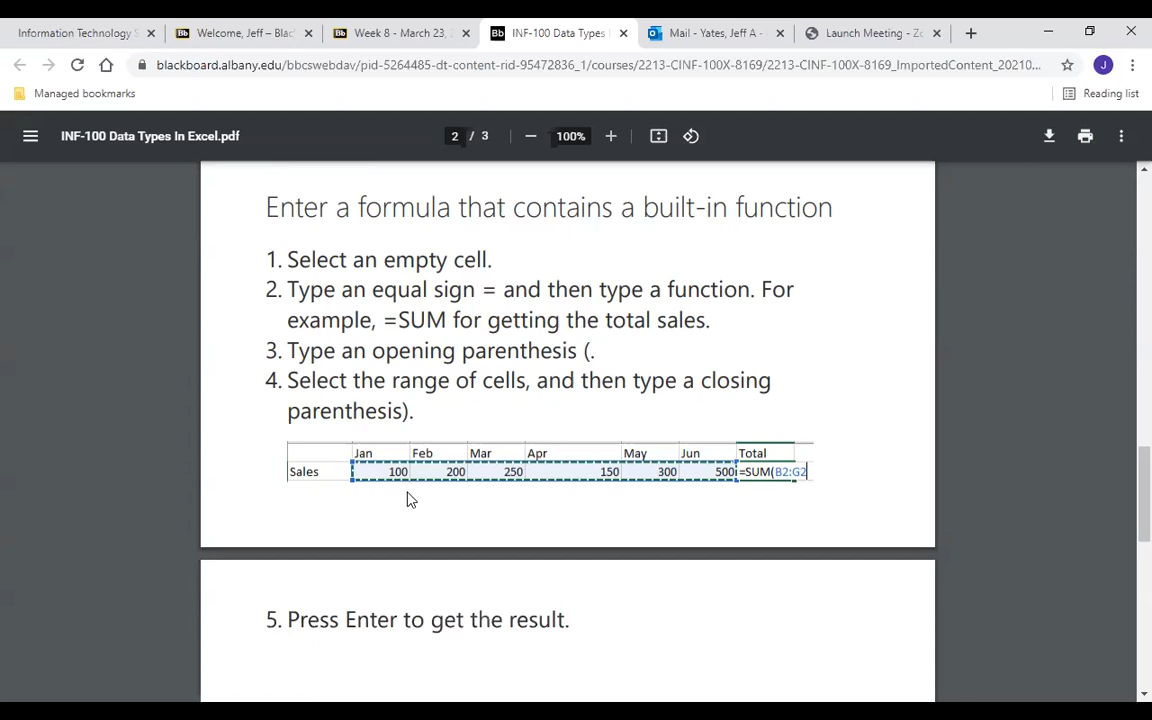 Information Technology S
Welcome, Jeff – Blac
Week 8 - March 23,
Bb INF-100 Data Types
Mail - Yates, Jeff A -
Launch Meeting - Zo
blackboard.albany.edu/bbcswebdav/pid-5264485-dt-content-rid-95472836_1/courses/2213-CINF-100X-8169/2213-CINF-100X-8169_ImportedContent_20210...
J
Managed bookmarks
Reading list
INF-100 Data Types In Excel.pdf
2 / 3
100%
Enter a formula that contains a built-in function
1. Select an empty cell.
2. Type an equal sign = and then type a function. For
example, =SUM for getting the total sales.
3. Type an opening parenthesis (.
4. Select the range of cells, and then type a closing
parenthesis).
Jan Feb Mar Apr May Jun Total
Sales 100 200 250 150 300 500 =SUM(B2:G2
5. Press Enter to get the result.